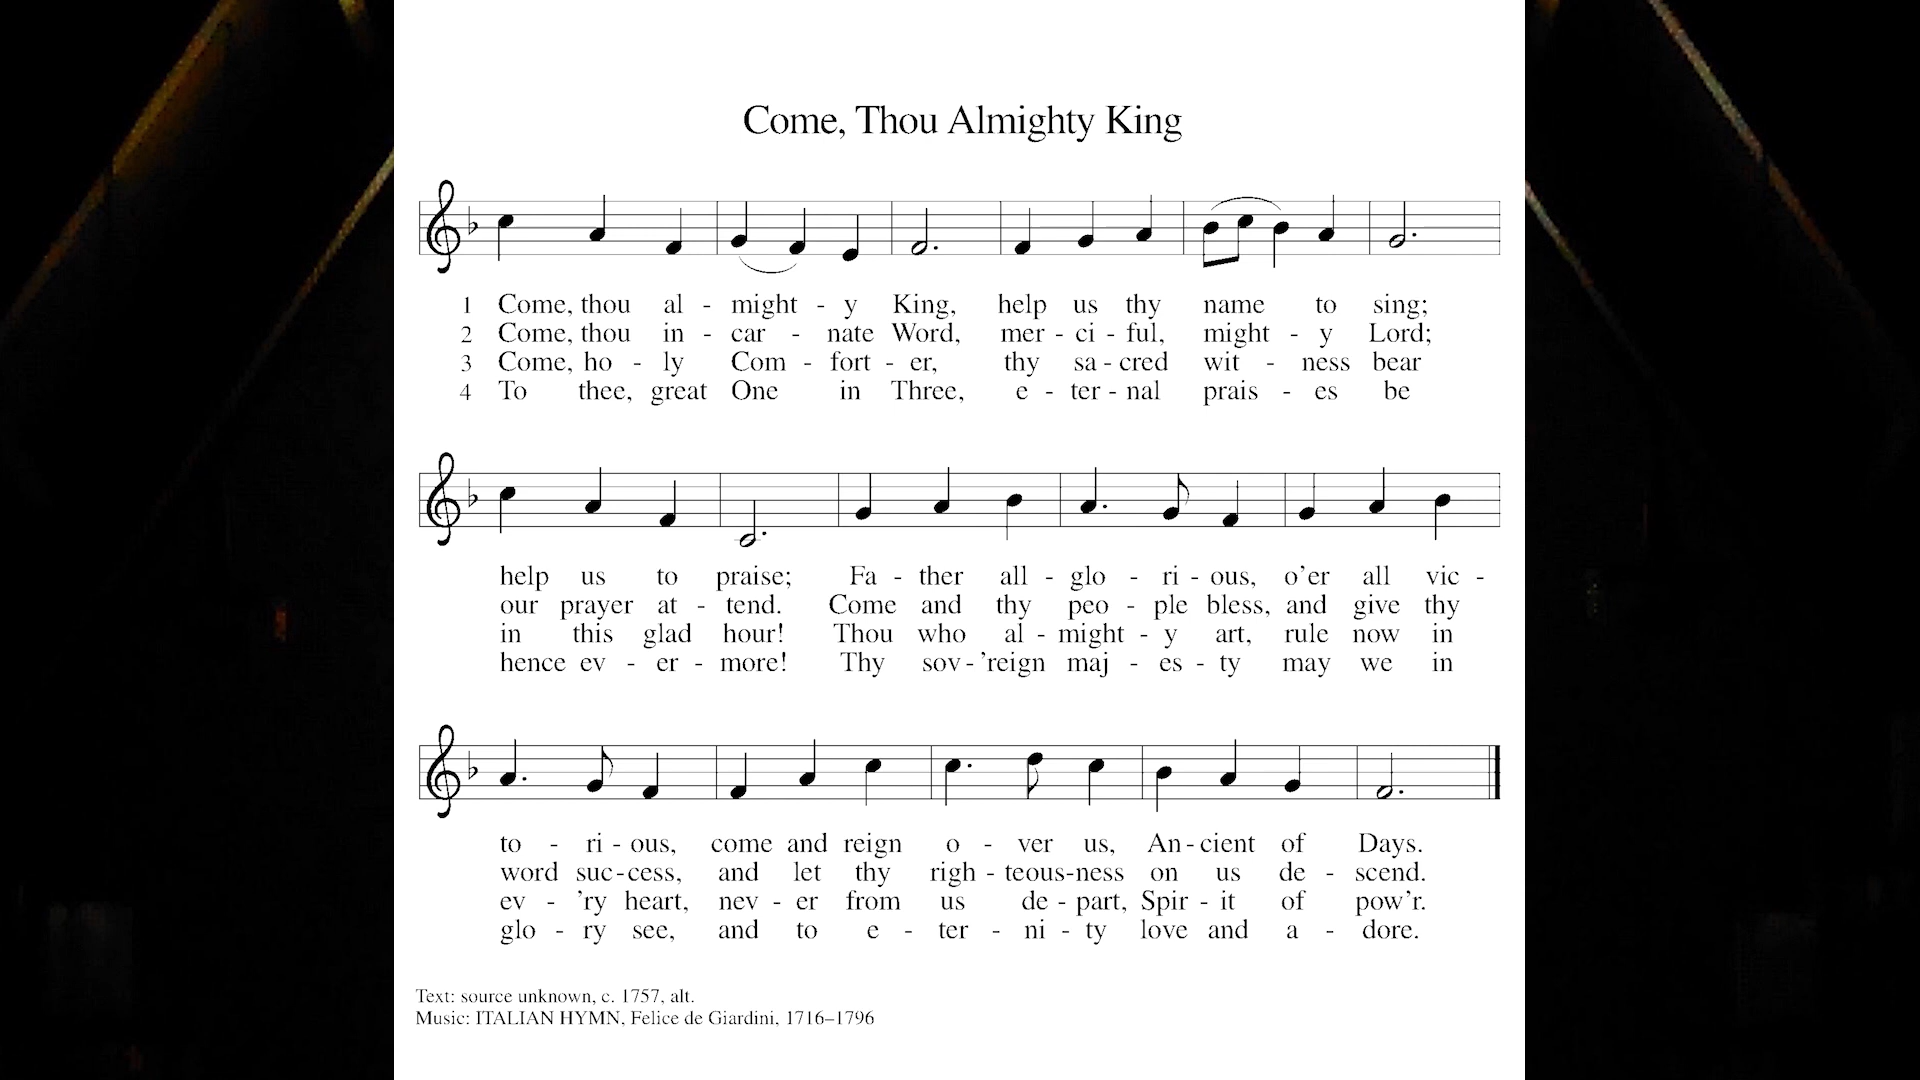 Come, Thou Almighty King
1 Come, thou al - might - y King, help us thy name to sing;
2 Come, thou in - car - nate Word, mer - ci - ful, might - y Lord;
3 Come, ho - ly Com - fort - er, thy sa - cred wit - ness bear
4 To thee, great One in Three, e - ter - nal prais - es be
help us to praise; Fa - ther all - glo - ri - ous, o'er all vic -
our prayer at - tend. Come and thy peo - ple bless, and give thy
in this glad hour! Thou who al - might - y art, rule now in
hence ev - er - more! Thy sov - 'reign maj - es - ty may we in
to - ri - ous, come and reign o - ver us, An - cient of Days.
word suc - cess, and let thy righ - teous - ness on us de - scend.
ev - 'ry heart, nev - er from us de - part, Spir - it of pow'r.
glo - ry see, and to e - ter - ni - ty love and a - dore.
Text: source unknown, c. 1757, alt.
Music: ITALIAN HYMN, Felice de Giardini, 1716–1796